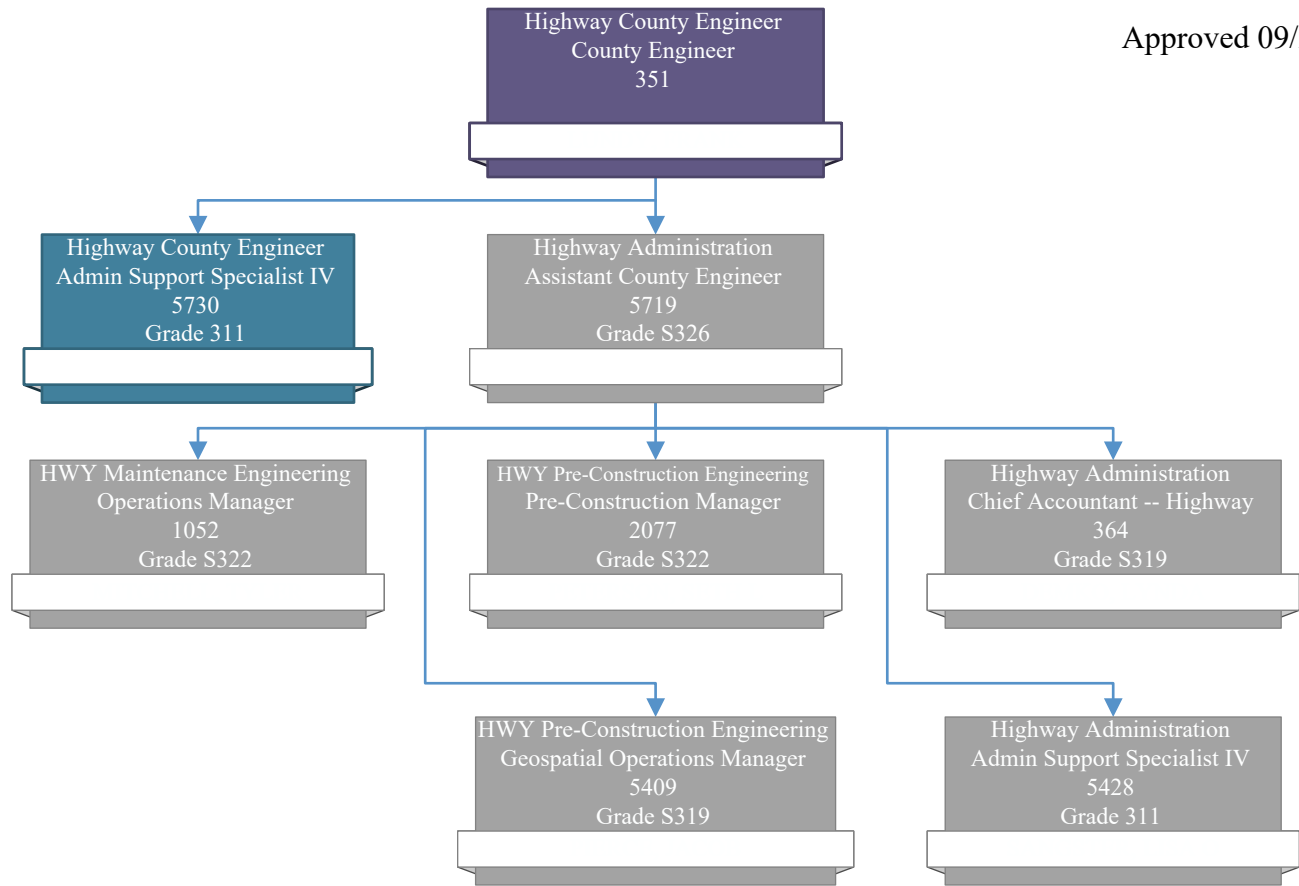 Highway County Engineer
County Engineer
351
Approved 09/
Highway County Engineer
Admin Support Specialist IV
5730
Grade 311
Highway Administration
Assistant County Engineer
5719
Grade S326
HWY Maintenance Engineering
Operations Manager
1052
Grade S322
HWY Pre-Construction Engineering
Pre-Construction Manager
2077
Grade S322
Highway Administration
Chief Accountant -- Highway
364
Grade S319
HWY Pre-Construction Engineering
Geospatial Operations Manager
5409
Grade S319
Highway Administration
Admin Support Specialist IV
5428
Grade 311